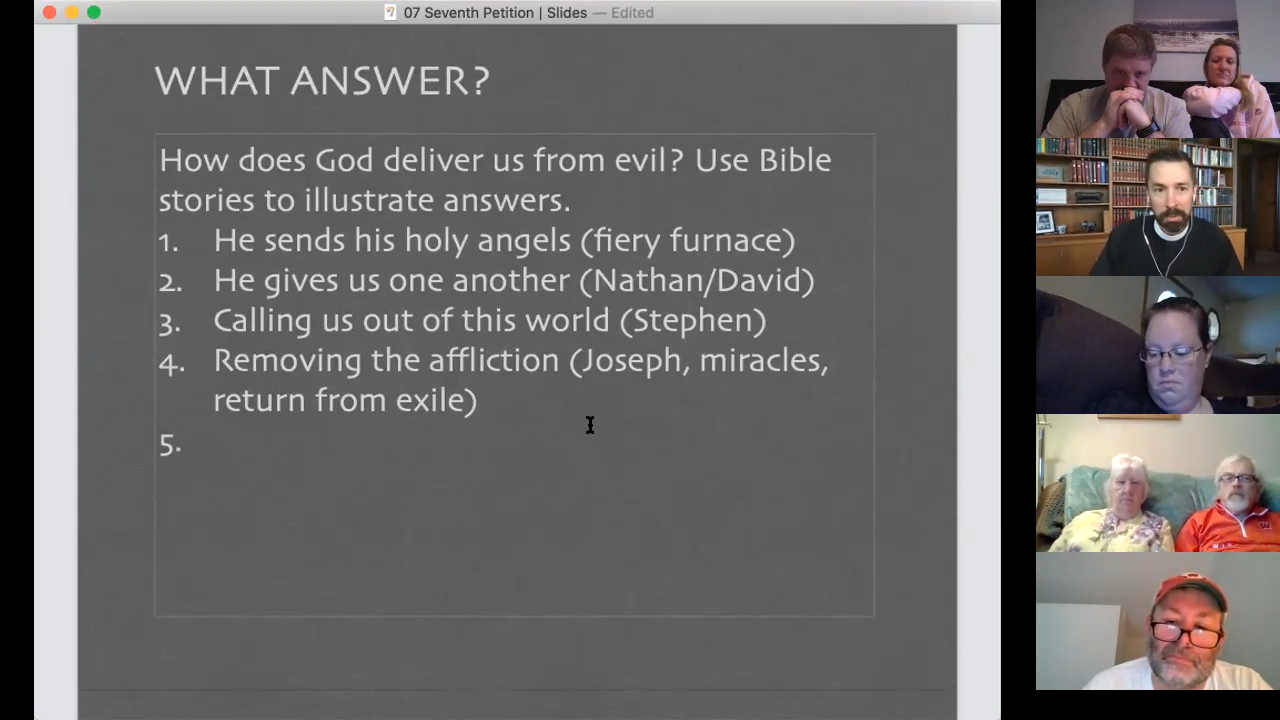 07 Seventh Petition | Slides — Edited
WHAT ANSWER?
How does God deliver us from evil? Use Bible
stories to illustrate answers.
1. He sends his holy angels (fiery furnace)
2. He gives us one another (Nathan/David)
3. Calling us out of this world (Stephen)
4. Removing the affliction (Joseph, miracles,
return from exile)
5.